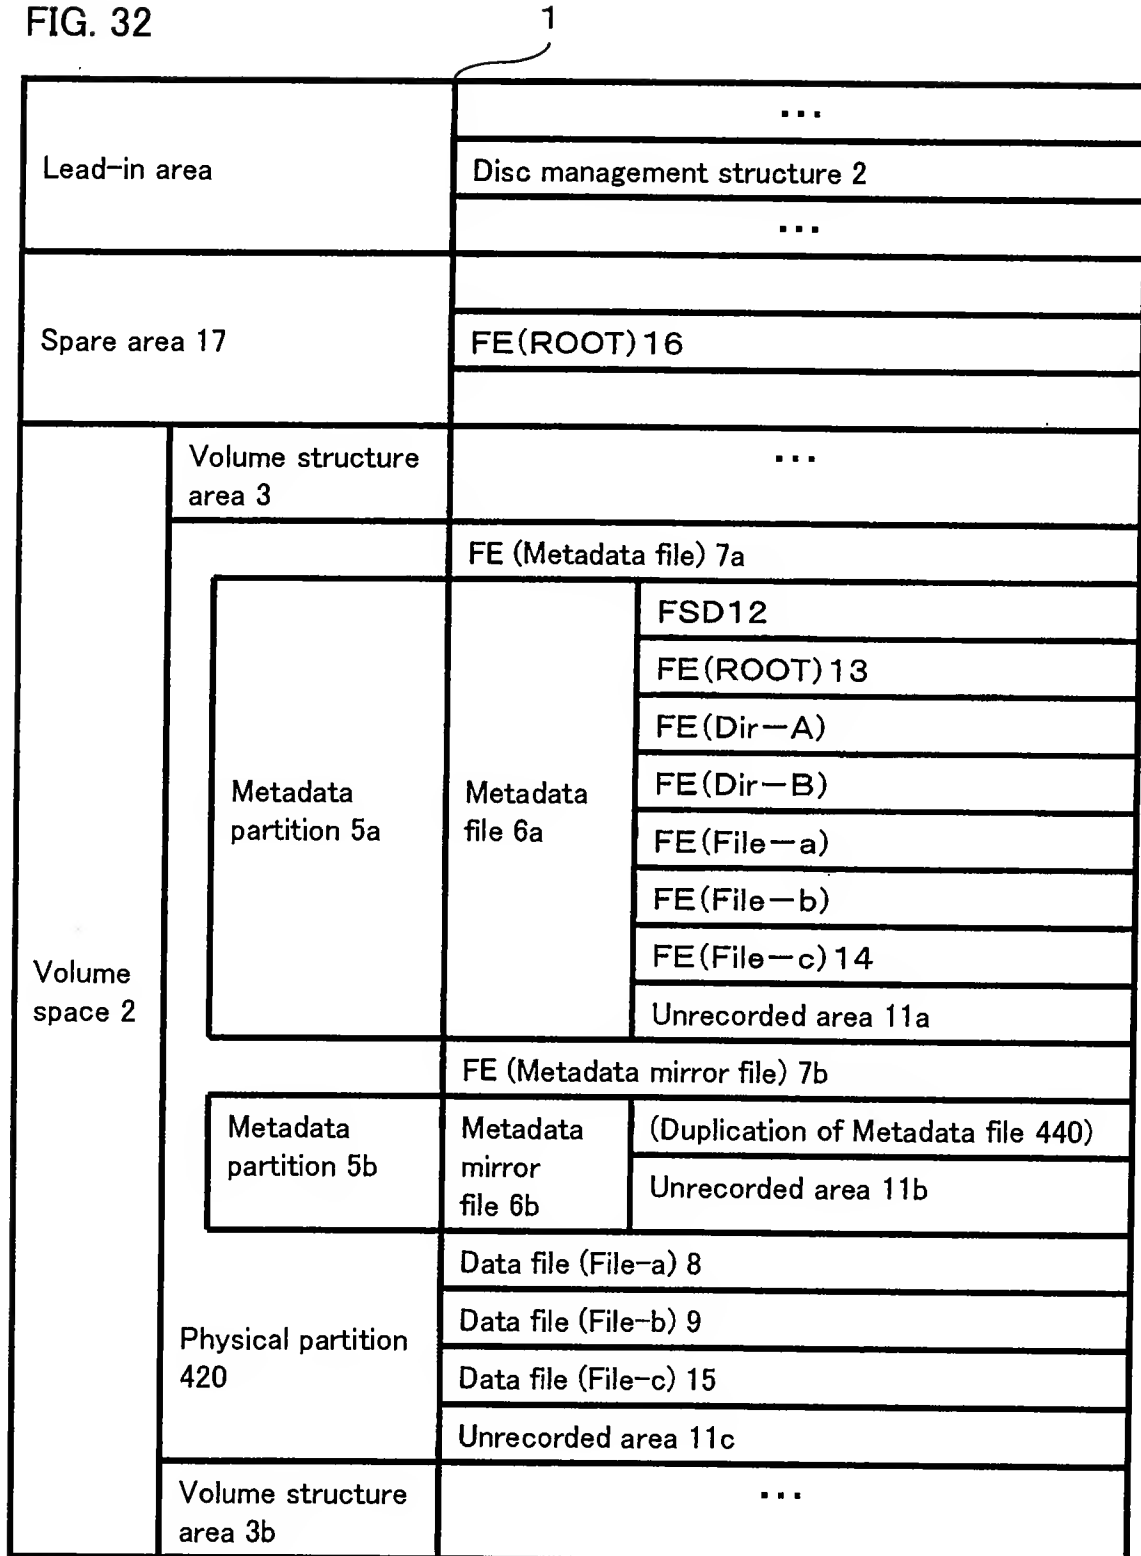 FIG. 32
1
...
Lead-in area
Disc management structure 2
...
Spare area 17
FE(ROOT)16
Volume structure
area 3
...
FE (Metadada file) 7a
Metadata
partition 5a
Metadata
file 6a
FSD12
FE(ROOT)13
FE(Dir-A)
FE(Dir-B)
FE(File-a)
FE(File-b)
FE(File-c)14
Unrecorded area 11a
Volume
space 2
FE (Metadata mirror file) 7b
Metadata
partition 5b
Metadata
mirror
file 6b
(Duplication of Metadata file 440)
Unrecorded area 11b
Physical partition
420
Data file (File-a) 8
Data file (File-b) 9
Data file (File-c) 15
Unrecorded area 11c
Volume structure
area 3b
...